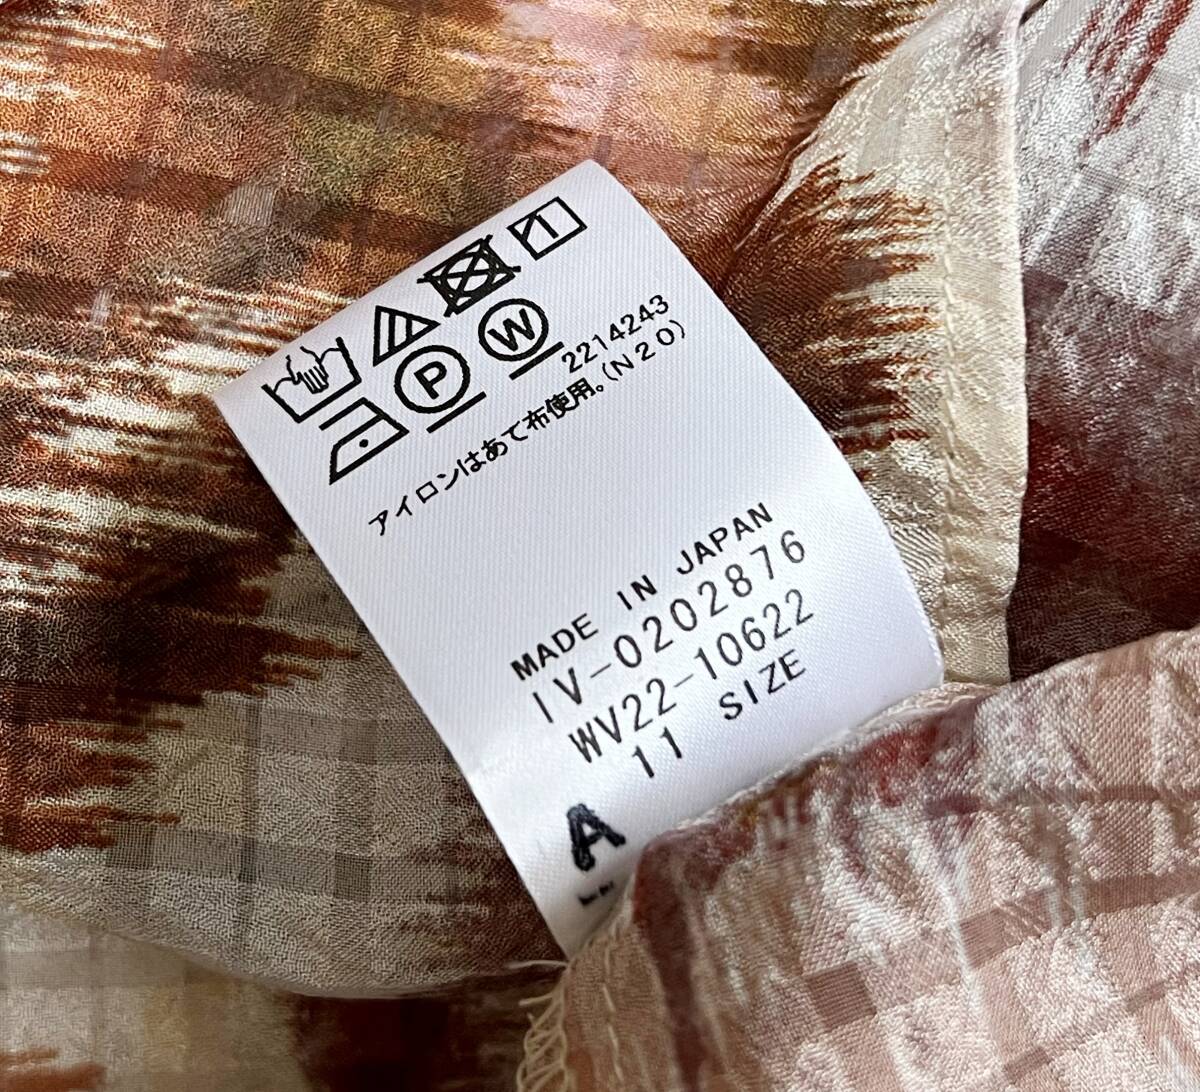 P W
2214243
アイロンはあて布使用。(N20)
MADE IN JAPAN
IV-0202876
WV22-10622
11 SIZE
A